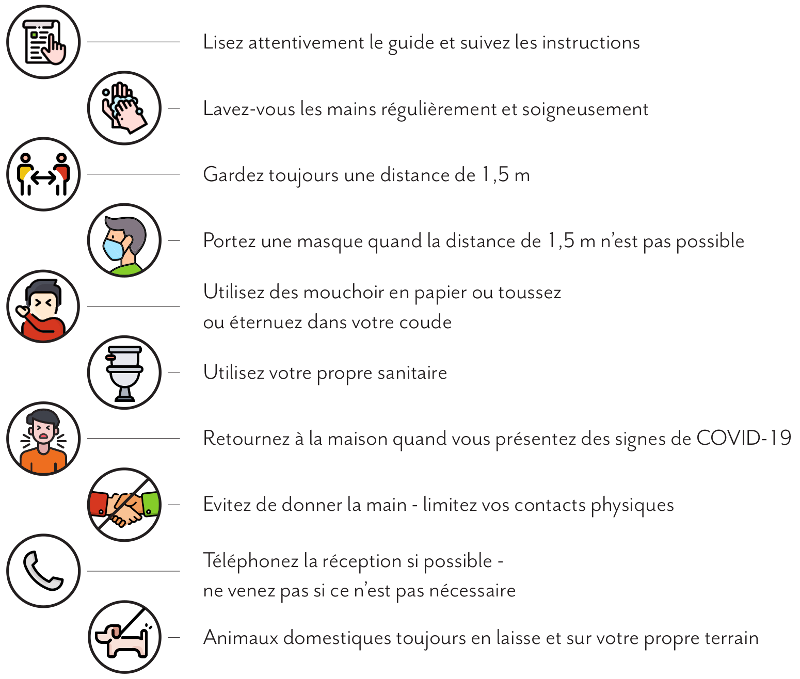 Lisez attentivement le guide et suivez les instructions
Lavez-vous les mains régulièrement et soigneusement
Gardez toujours une distance de 1,5 m
Portez une masque quand la distance de 1,5 m n'est pas possible
Utilisez des mouchoir en papier ou toussez
ou éternuez dans votre coude
Utilisez votre propre sanitaire
Retournez à la maison quand vous présentez des signes de COVID-19
Evitez de donner la main - limitez vos contacts physiques
Téléphonez la réception si possible -
ne venez pas si ce n'est pas nécessaire
Animaux domestiques toujours en laisse et sur votre propre terrain